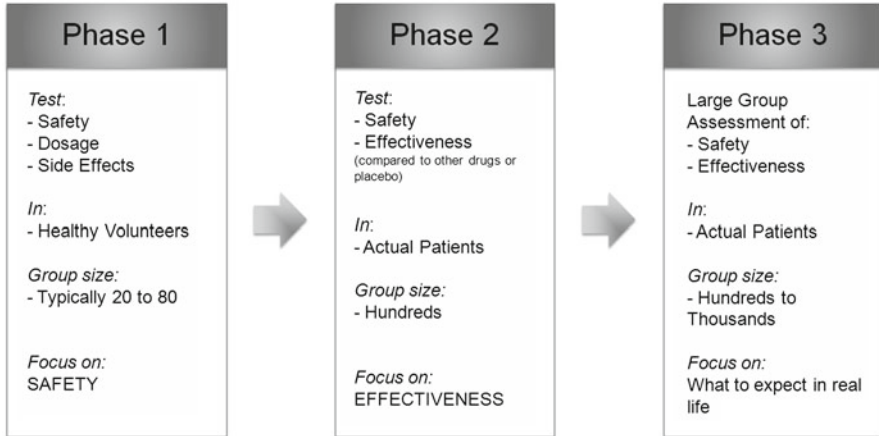 Phase 1
Test:
- Safety
- Dosage
- Side Effects
In:
- Healthy Volunteers
Group size:
- Typically 20 to 80
Focus on:
SAFETY
Phase 2
Test:
- Safety
- Effectiveness
(compared to other drugs or
placebo)
In:
- Actual Patients
Group size:
- Hundreds
Focus on:
EFFECTIVENESS
Phase 3
Large Group
Assessment of:
- Safety
- Effectiveness
In:
- Actual Patients
Group size:
- Hundreds to
Thousands
Focus on:
What to expect in real
life